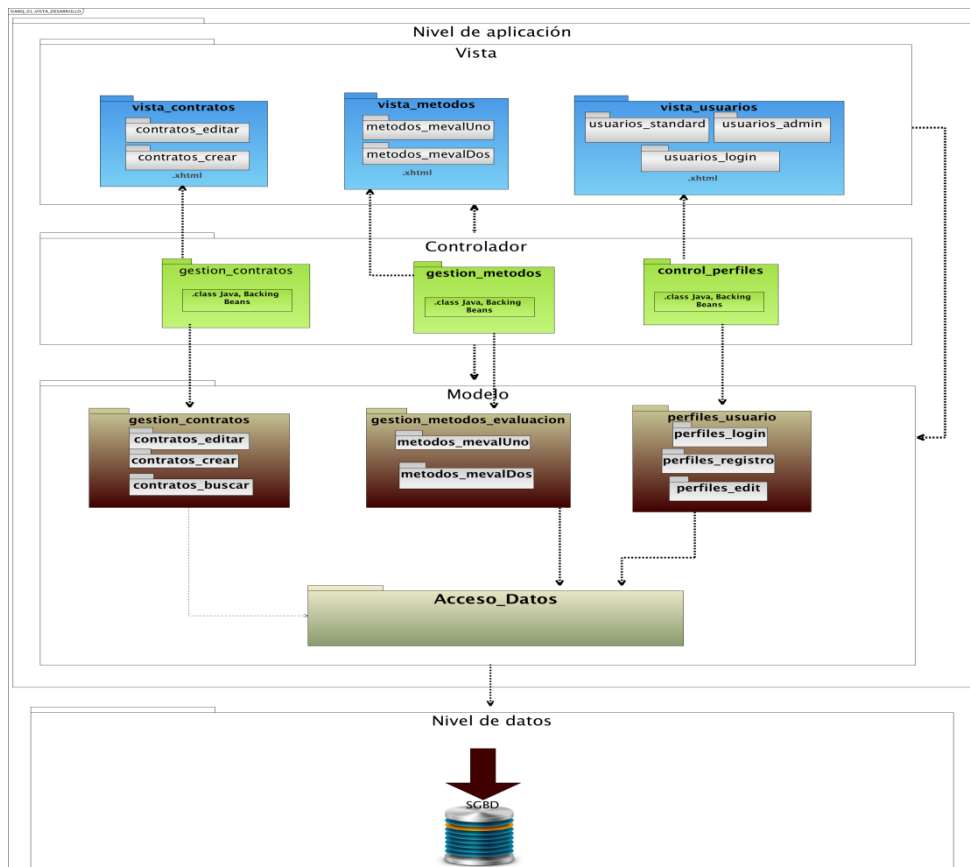 DARQ_01_VISTA_DESARROLLO
Nivel de aplicación
Vista
vista_contratos
contratos_editar
contratos_crear
.xhtml
vista_metodos
metodos_mevalUno
metodos_mevalDos
.xhtml
vista_usuarios
usuarios_standard
usuarios_admin
usuarios_login
.xhtml
Controlador
gestion_contratos
.class Java, Backing
Beans
gestion_metodos
.class Java, Backing
Beans
control_perfiles
.class Java, Backing
Beans
Modelo
gestion_contratos
contratos_editar
contratos_crear
contratos_buscar
gestion_metodos_evaluacion
metodos_mevalUno
metodos_mevalDos
perfiles_usuario
perfiles_login
perfiles_registro
perfiles_edit
Acceso_Datos
Nivel de datos
SGBD